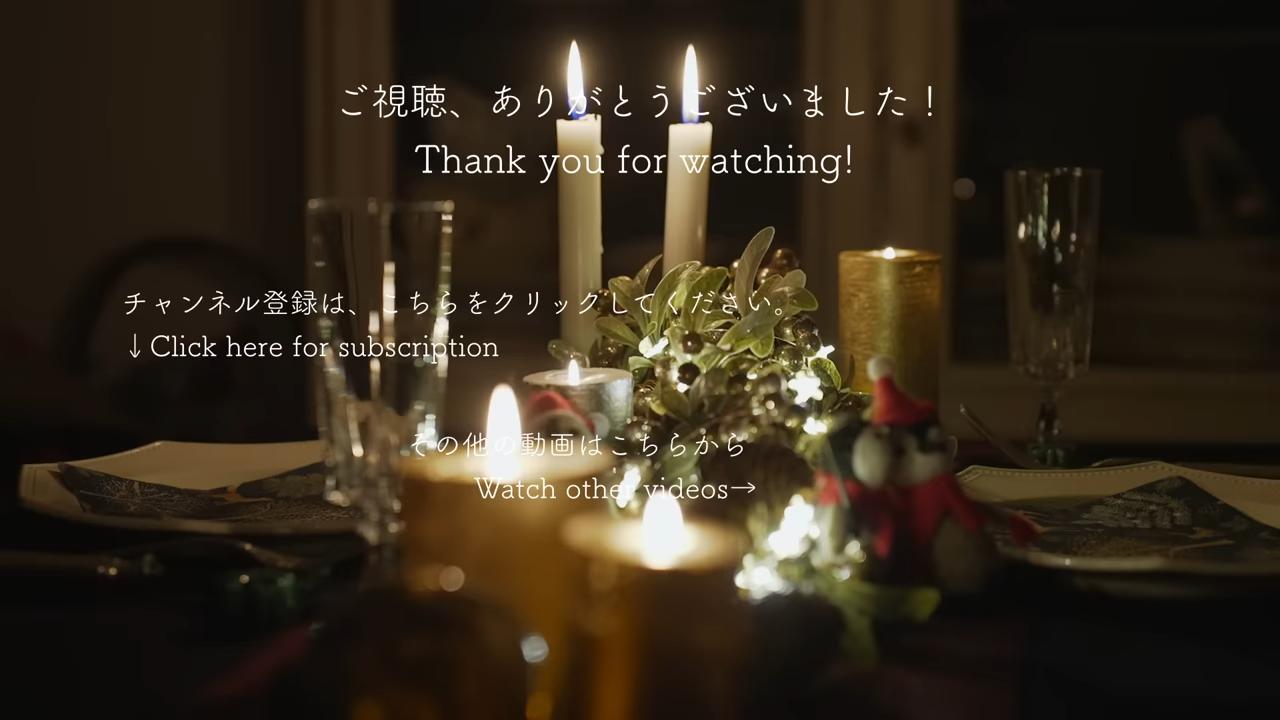 ご視聴、ありがとうございました！
Thank you for watching!
チャンネル登録は、こちらをクリックしてください。
↓Click here for subscription
その他の動画はこちらから
Watch other videos→